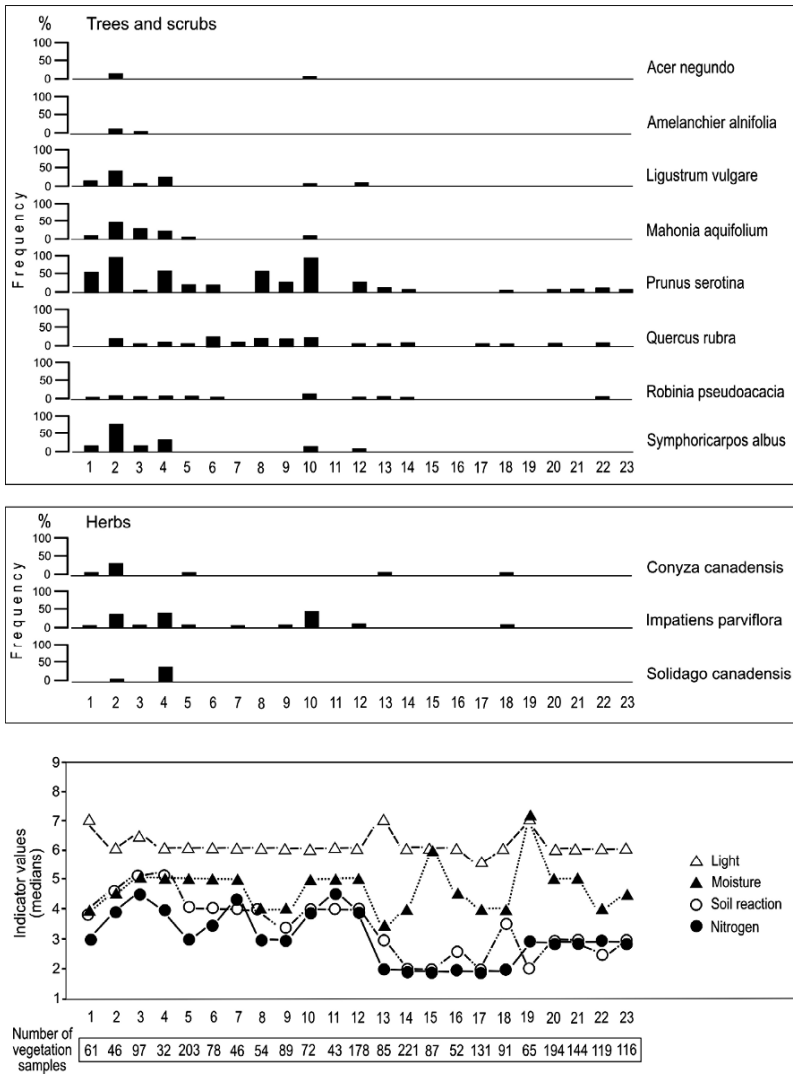 % Trees and scrubs
Frequency
100
50
0
Acer negundo
100
50
0
Amelanchier alnifolia
100
50
0
Ligustrum vulgare
100
50
0
Mahonia aquifolium
100
50
0
Prunus serotina
100
50
0
Quercus rubra
100
50
0
Robinia pseudoacacia
100
50
0
Symphoricarpos albus
1 2 3 4 5 6 7 8 9 10 11 12 13 14 15 16 17 18 19 20 21 22 23
% Herbs
Frequency
100
50
0
Conyza canadensis
100
50
0
Impatiens parviflora
100
50
0
Solidago canadensis
1 2 3 4 5 6 7 8 9 10 11 12 13 14 15 16 17 18 19 20 21 22 23
Indicator values
(medians)
9
8
7
6
5
4
3
2
1
Light
Moisture
Soil reaction
Nitrogen
1 2 3 4 5 6 7 8 9 10 11 12 13 14 15 16 17 18 19 20 21 22 23
Number of
vegetation
samples
61 46 97 32 203 78 46 54 89 72 43 178 85 221 87 52 131 91 65 194 144 119 116